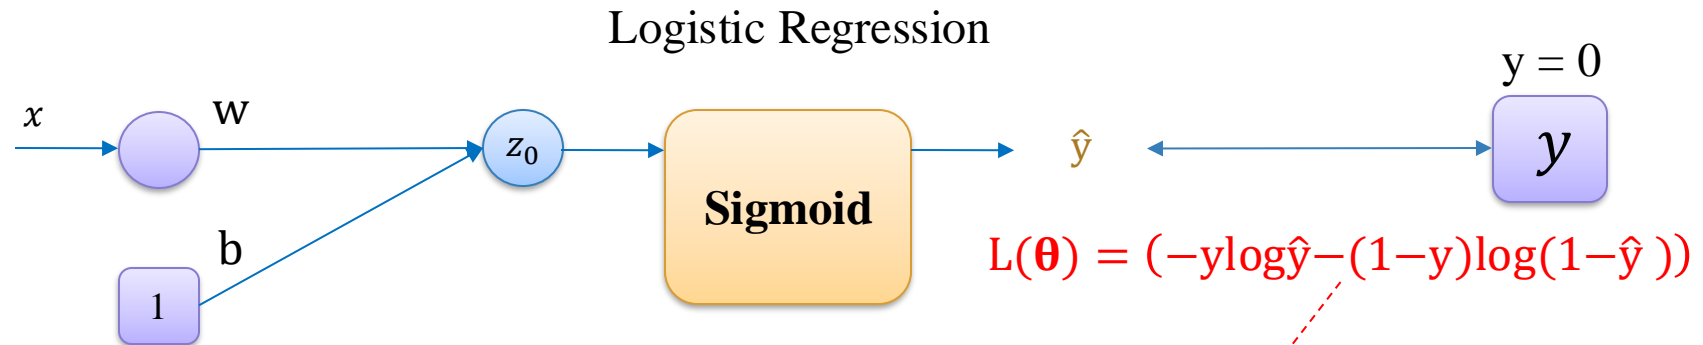 Logistic Regression
y = 0
x
w
z₀
Sigmoid
ŷ
y
b
L(θ) = (−ylogŷ−(1−y)log(1−ŷ ))
1